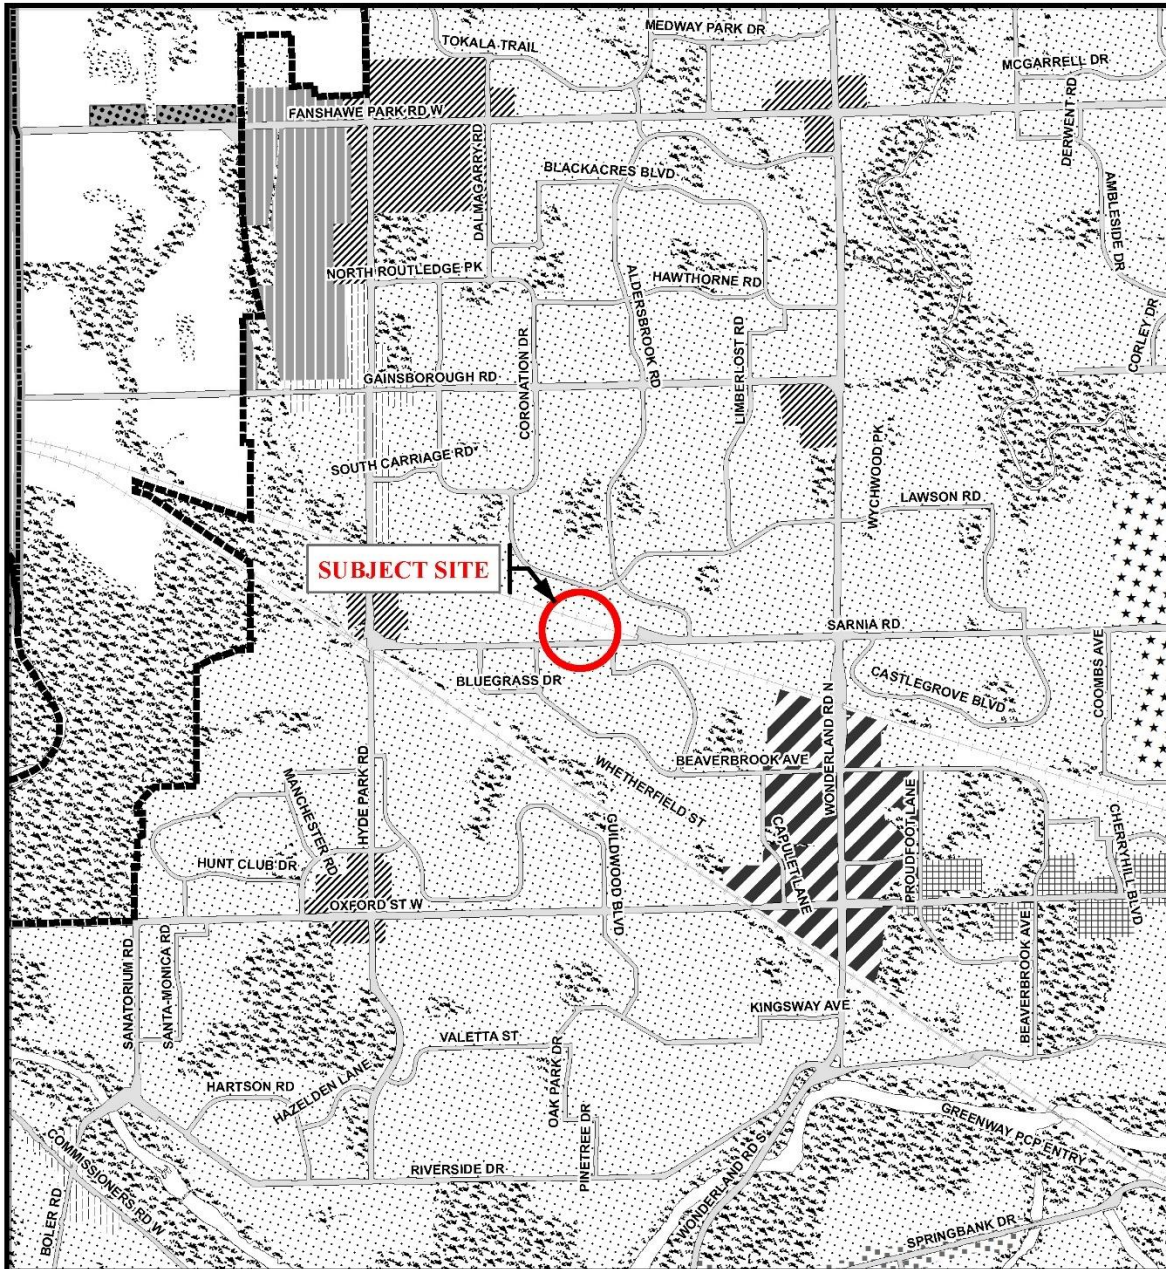 MEDWAY PARK DR
TOKALA TRAIL
MCGARRELL DR
FANSHAWE PARK RD W
DERWENT RD
DALMAGARRY RD
BLACKACRES BLVD
AMBLESIDE DR
NORTH ROUTLEDGE PK
ALDERSBROOK RD
HAWTHORNE RD
CORLEY DR
CORONATION DR
LIMBERLOST RD
GAINSBOROUGH RD
SOUTH CARRIAGE RD
WYCHWOOD PK
LAWSON RD
SUBJECT SITE
SARNIA RD
BLUEGRASS DR
CASTLEGROVE BLVD
COOMBS AVE
WONDERLAND RD N
BEAVERBROOK AVE
HYDE PARK RD
WHETHERFIELD ST
MANCHESTER RD
PROUDFOOT LANE
CAPULET LANE
GUILDWOOD BLVD
CHERRYHILL BLVD
HUNT CLUB DR
OXFORD ST W
SANATORIUM RD
SANTA-MONICA RD
BEAVERBROOK AVE
KINGSWAY AVE
VALETTA ST
OAK PARK DR
HARTSON RD
HAZELDEN LANE
PINETREE DR
GREENWAY PCP ENTRY
COMMISSIONERS RD W
RIVERSIDE DR
WONDERLAND RD S
BOLER RD
SPRINGBANK DR